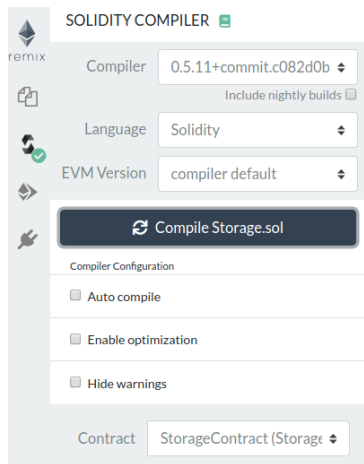 SOLIDITY COMPILER
remix
Compiler 0.5.11+commit.c082d0b
Include nightly builds
Language Solidity
EVM Version compiler default
Compile Storage.sol
Compiler Configuration
Auto compile
Enable optimization
Hide warnings
Contract StorageContract (Storage